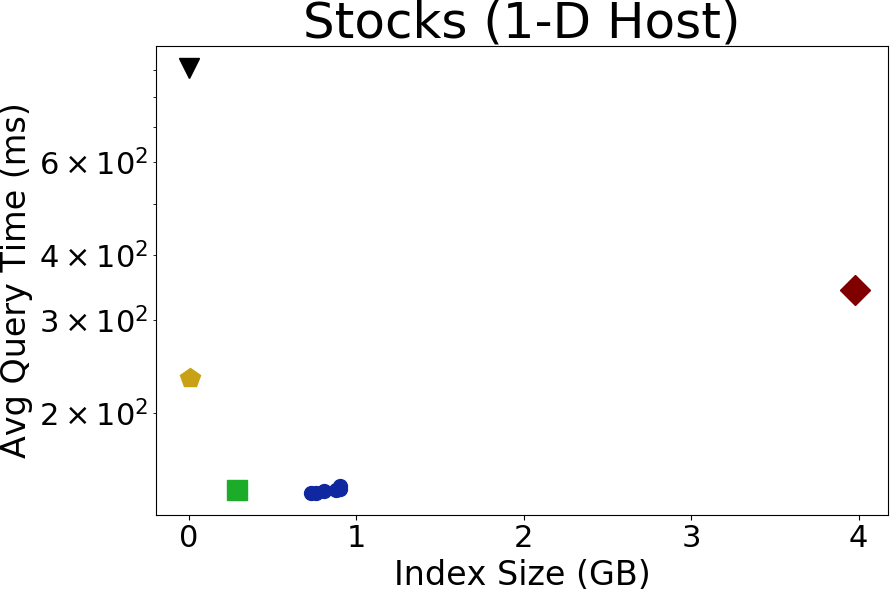 Stocks (1-D Host)
Avg Query Time (ms)
6 × 10²
4 × 10²
3 × 10²
2 × 10²
0 1 2 3 4
Index Size (GB)